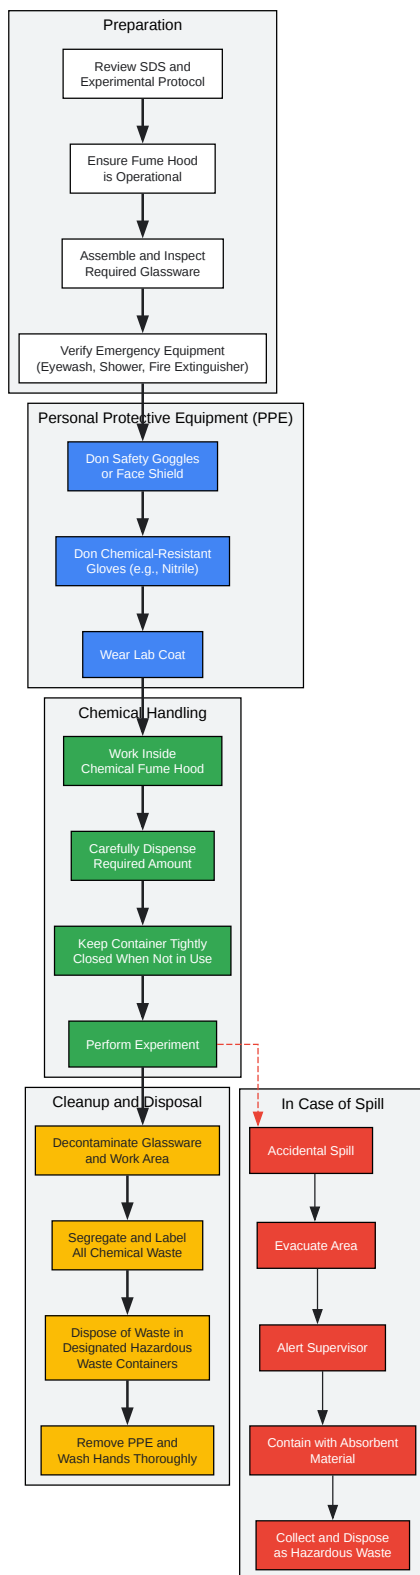 Preparation
Review SDS and
Experimental Protocol
Ensure Fume Hood
is Operational
Assemble and Inspect
Required Glassware
Verify Emergency Equipment
(Eyewash, Shower, Fire Extinguisher)
Personal Protective Equipment (PPE)
Don Safety Goggles
or Face Shield
Don Chemical-Resistant
Gloves (e.g., Nitrile)
Wear Lab Coat
Chemical Handling
Work Inside
Chemical Fume Hood
Carefully Dispense
Required Amount
Keep Container Tightly
Closed When Not in Use
Perform Experiment
Cleanup and Disposal
Decontaminate Glassware
and Work Area
Segregate and Label
All Chemical Waste
Dispose of Waste in
Designated Hazardous
Waste Containers
Remove PPE and
Wash Hands Thoroughly
In Case of Spill
Accidental Spill
Evacuate Area
Alert Supervisor
Contain with Absorbent
Material
Collect and Dispose
as Hazardous Waste